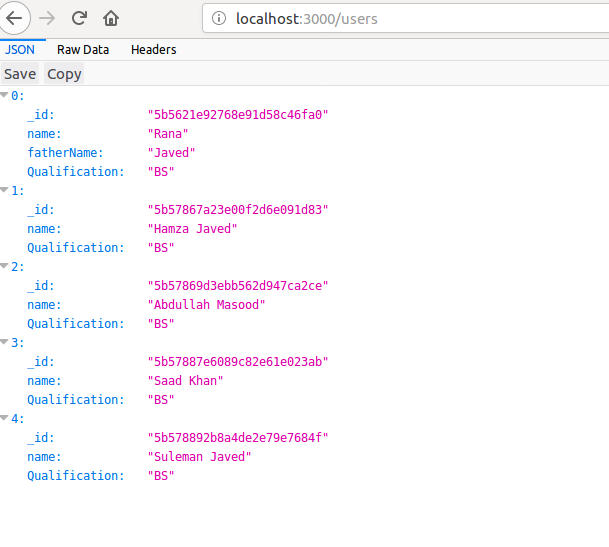 localhost:3000/users
JSON Raw Data Headers
Save Copy
0:
_id: "5b5621e92768e91d58c46fa0"
name: "Rana"
fatherName: "Javed"
Qualification: "BS"
1:
_id: "5b57867a23e00f2d6e091d83"
name: "Hamza Javed"
Qualification: "BS"
2:
_id: "5b57869d3ebb562d947ca2ce"
name: "Abdullah Masood"
Qualification: "BS"
3:
_id: "5b57887e6089c82e61e023ab"
name: "Saad Khan"
Qualification: "BS"
4:
_id: "5b578892b8a4de2e79e7684f"
name: "Suleman Javed"
Qualification: "BS"